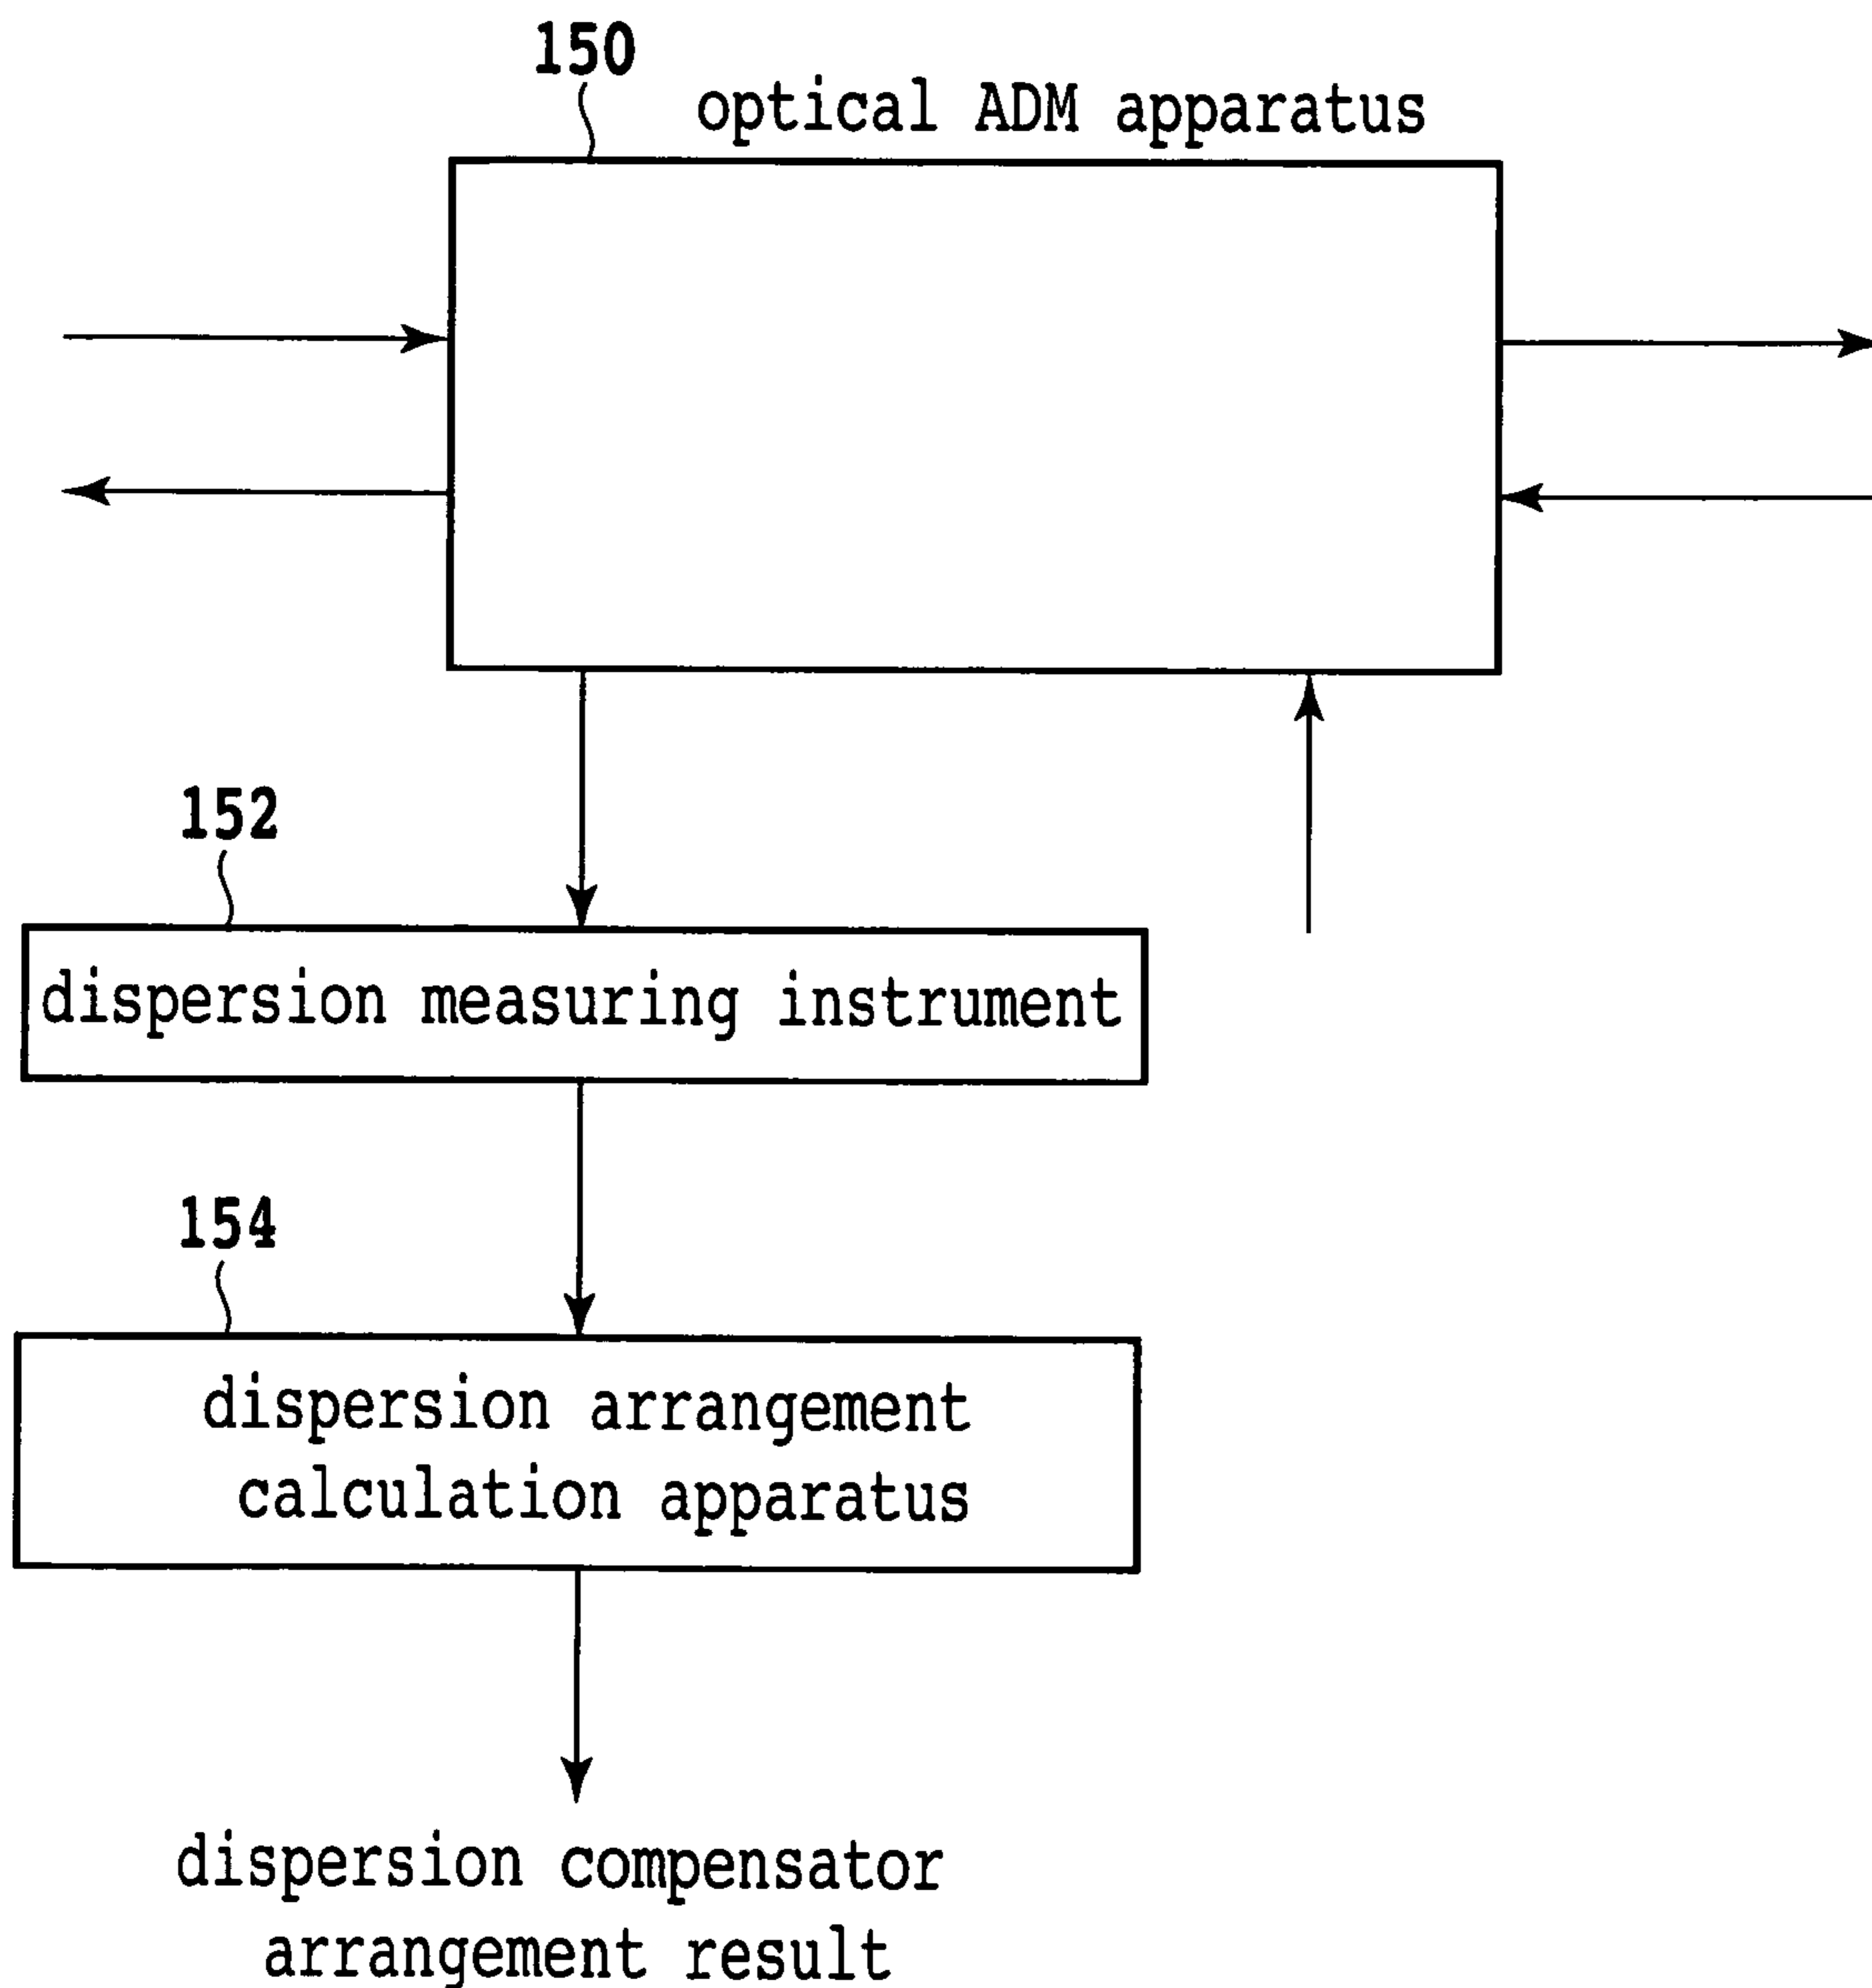 150
optical ADM apparatus
152
dispersion measuring instrument
154
dispersion arrangement
calculation apparatus
dispersion compensator
arrangement result